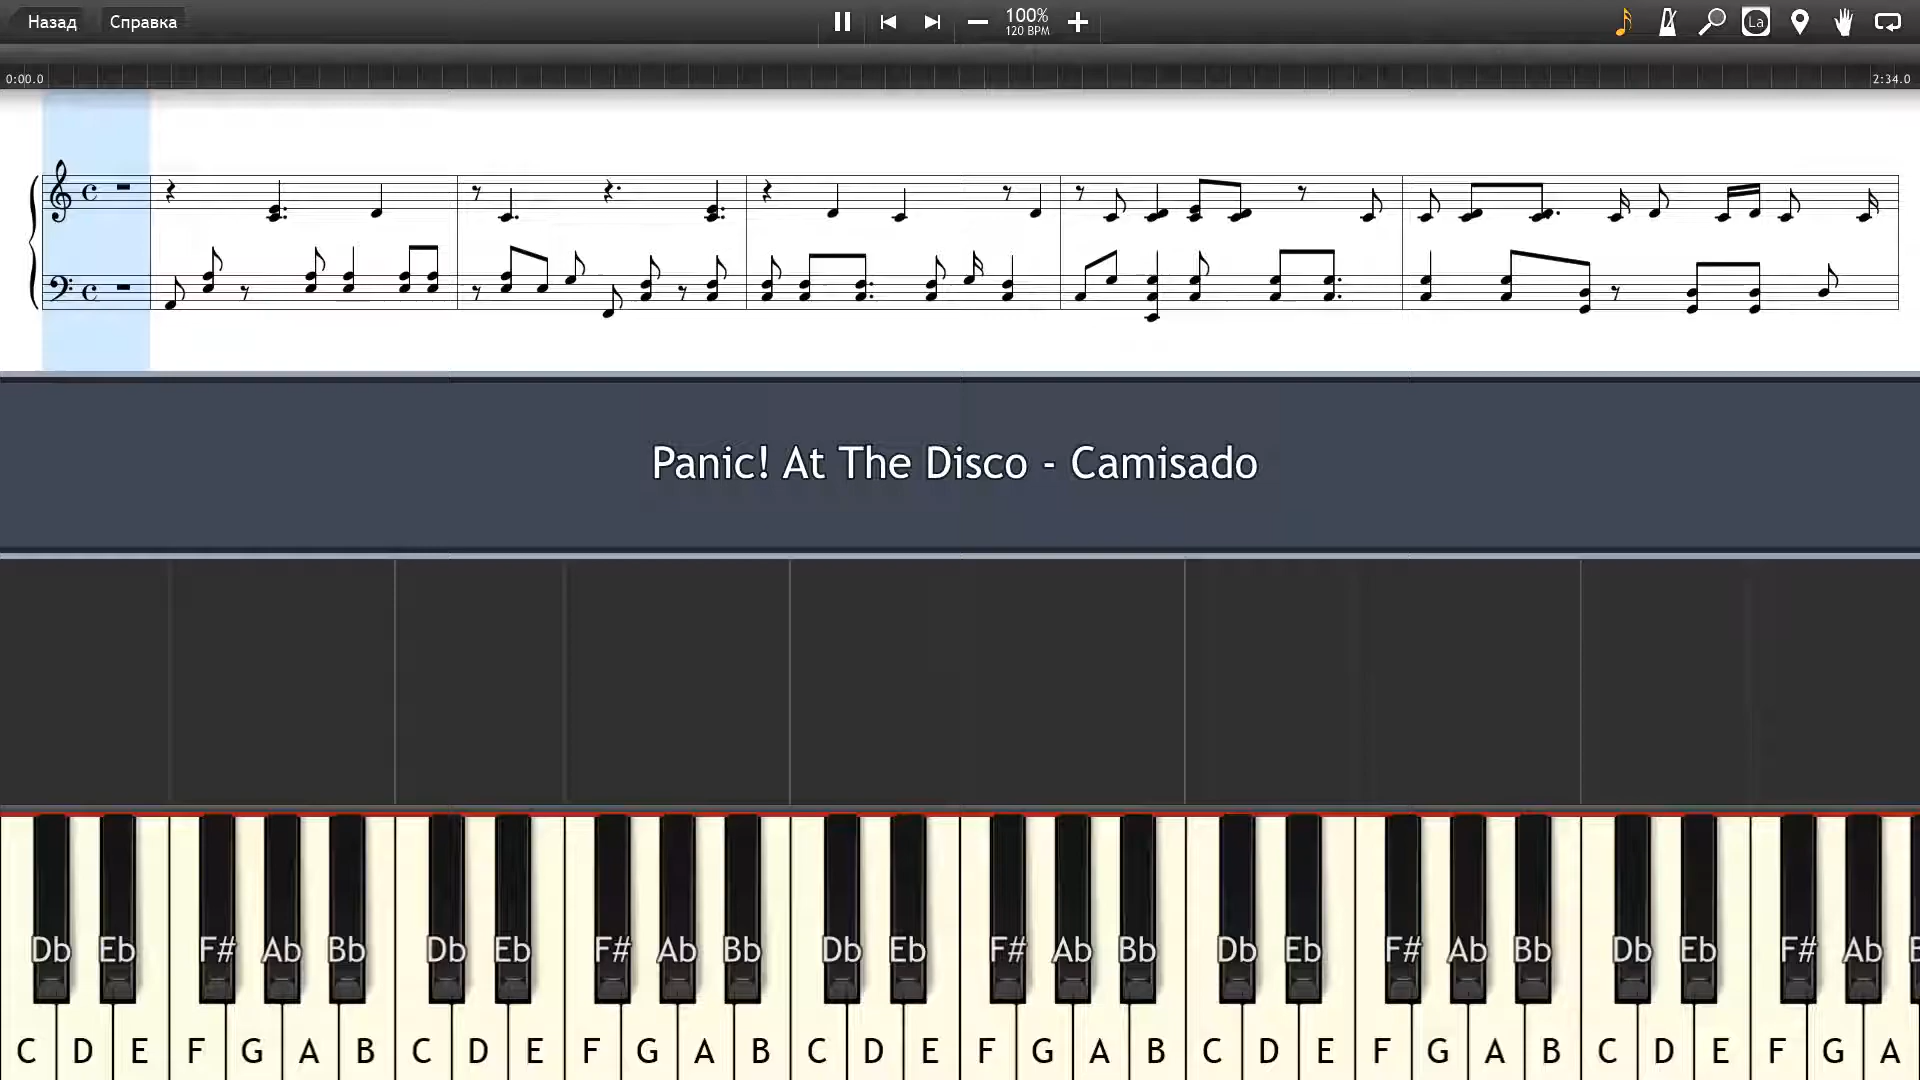 Назад Справка 100% La
120 BPM
0:00.0 2:34.0
Panic! At The Disco - Camisado
Db Eb F# Ab Bb Db Eb F# Ab Bb Db Eb F# Ab Bb Db Eb F# Ab Bb Db Eb F# Ab
C D E F G A B C D E F G A B C D E F G A B C D E F G A B C D E F G A